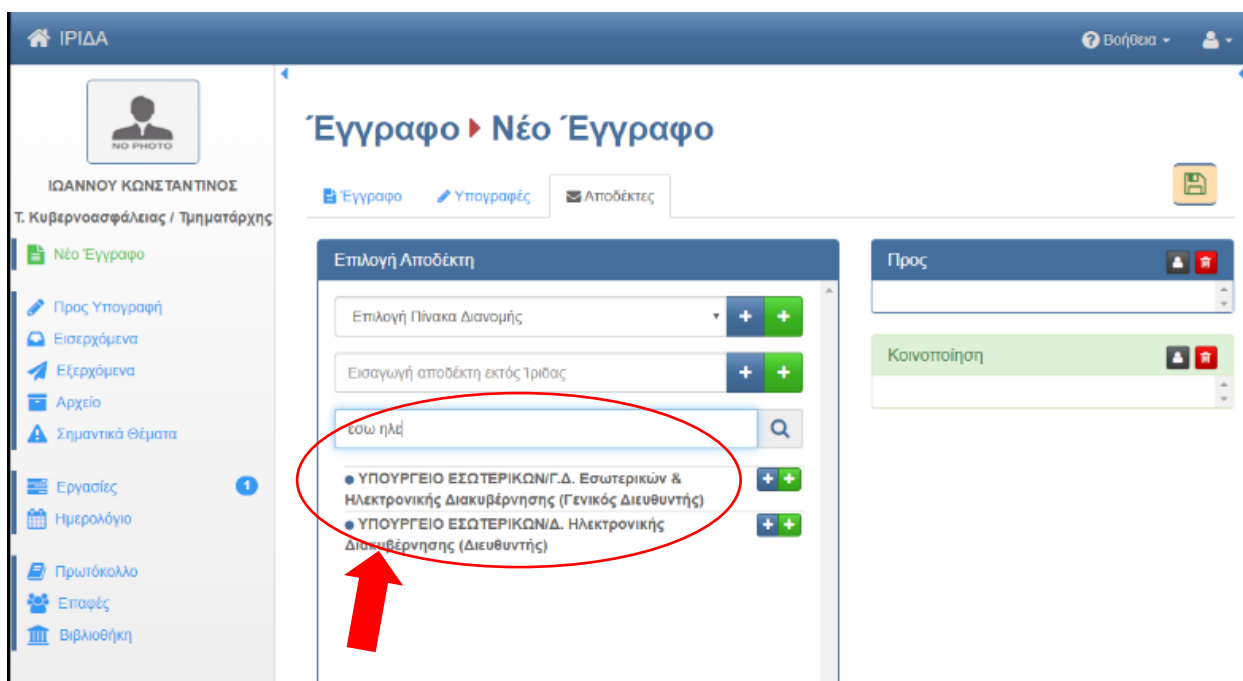 ΙΡΙΔΑ
Βοήθεια
NO PHOTO
ΙΩΑΝΝΟΥ ΚΩΝΣΤΑΝΤΙΝΟΣ
Τ. Κυβερνοασφάλειας / Τμηματάρχης
Νέο Έγγραφο
Προς Υπογραφή
Εισερχόμενα
Εξερχόμενα
Αρχείο
Σημαντικά Θέματα
Εργασίες 1
Ημερολόγιο
Πρωτόκολλο
Επαφές
Βιβλιοθήκη
Έγγραφο Νέο Έγγραφο
Έγγραφο Υπογραφές Αποδέκτες
Επιλογή Αποδέκτη
Επιλογή Πίνακα Διανομής
Εισαγωγή αποδέκτη εκτός Ίριδας
εσω ηλε
ΥΠΟΥΡΓΕΙΟ ΕΣΩΤΕΡΙΚΩΝ/Γ.Δ. Εσωτερικών &
Ηλεκτρονικής Διακυβέρνησης (Γενικός Διευθυντής)
ΥΠΟΥΡΓΕΙΟ ΕΣΩΤΕΡΙΚΩΝ/Δ. Ηλεκτρονικής
Διακυβέρνησης (Διευθυντής)
Προς
Κοινοποίηση